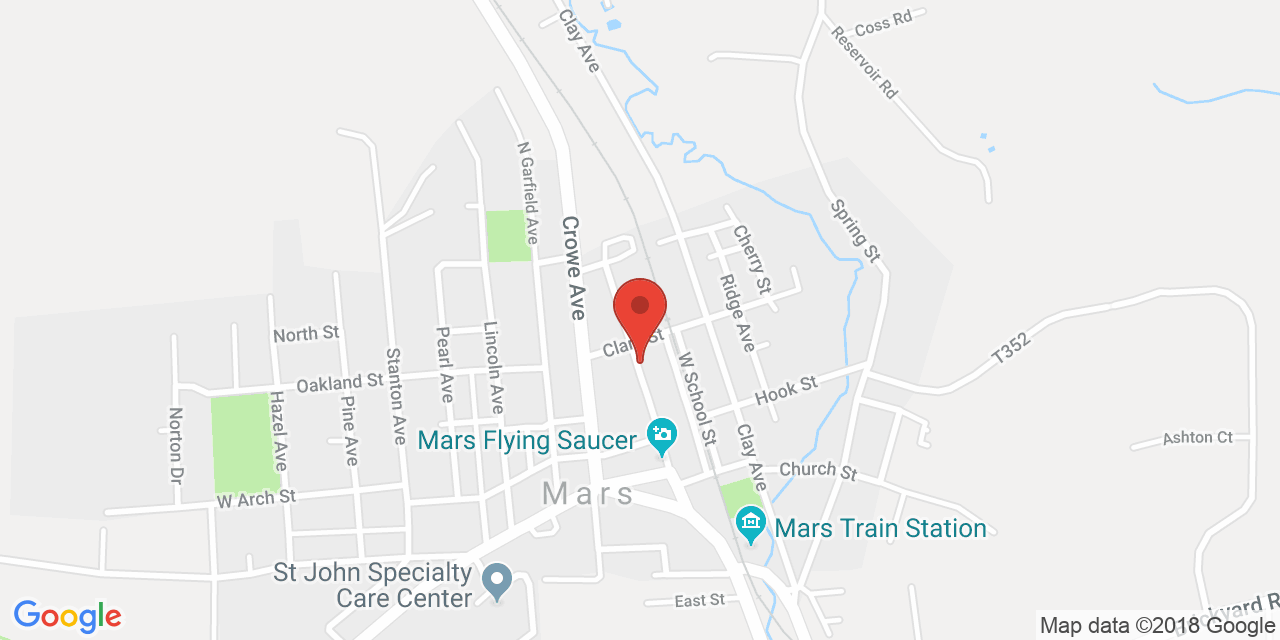 Clay Ave
Coss Rd
Reservoir Rd
N Garfield Ave
Spring St
Crowe Ave
Cherry St
Ridge Ave
North St
Clark St
Stanton Ave
Pearl Ave
Lincoln Ave
W School St
T352
Oakland St
Hook St
Hazel Ave
Pine Ave
Norton Dr
Mars Flying Saucer
Clay Ave
Ashton Ct
Church St
W Arch St
Mars
Mars Train Station
St John Specialty
Care Center
East St
Google
Map data ©2018 Google